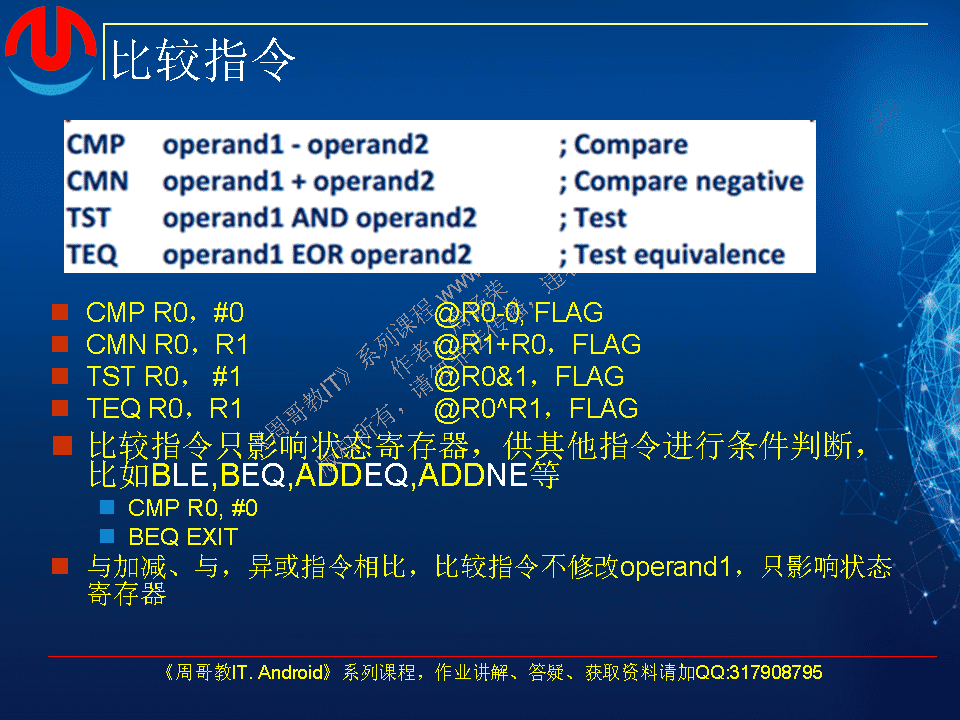 比较指令
CMP operand1 - operand2 ; Compare
CMN operand1 + operand2 ; Compare negative
TST operand1 AND operand2 ; Test
TEQ operand1 EOR operand2 ; Test equivalence
CMP R0，#0 @R0-0, FLAG
CMN R0，R1 @R1+R0，FLAG
TST R0， #1 @R0&1，FLAG
TEQ R0，R1 @R0^R1，FLAG
比较指令只影响状态寄存器，供其他指令进行条件判断，
比如BLE,BEQ,ADDEQ,ADDNE等
CMP R0, #0
BEQ EXIT
与加减、与，异或指令相比，比较指令不修改operand1，只影响状态
寄存器
《周哥教IT. Android》系列课程，作业讲解、答疑、获取资料请加QQ:317908795